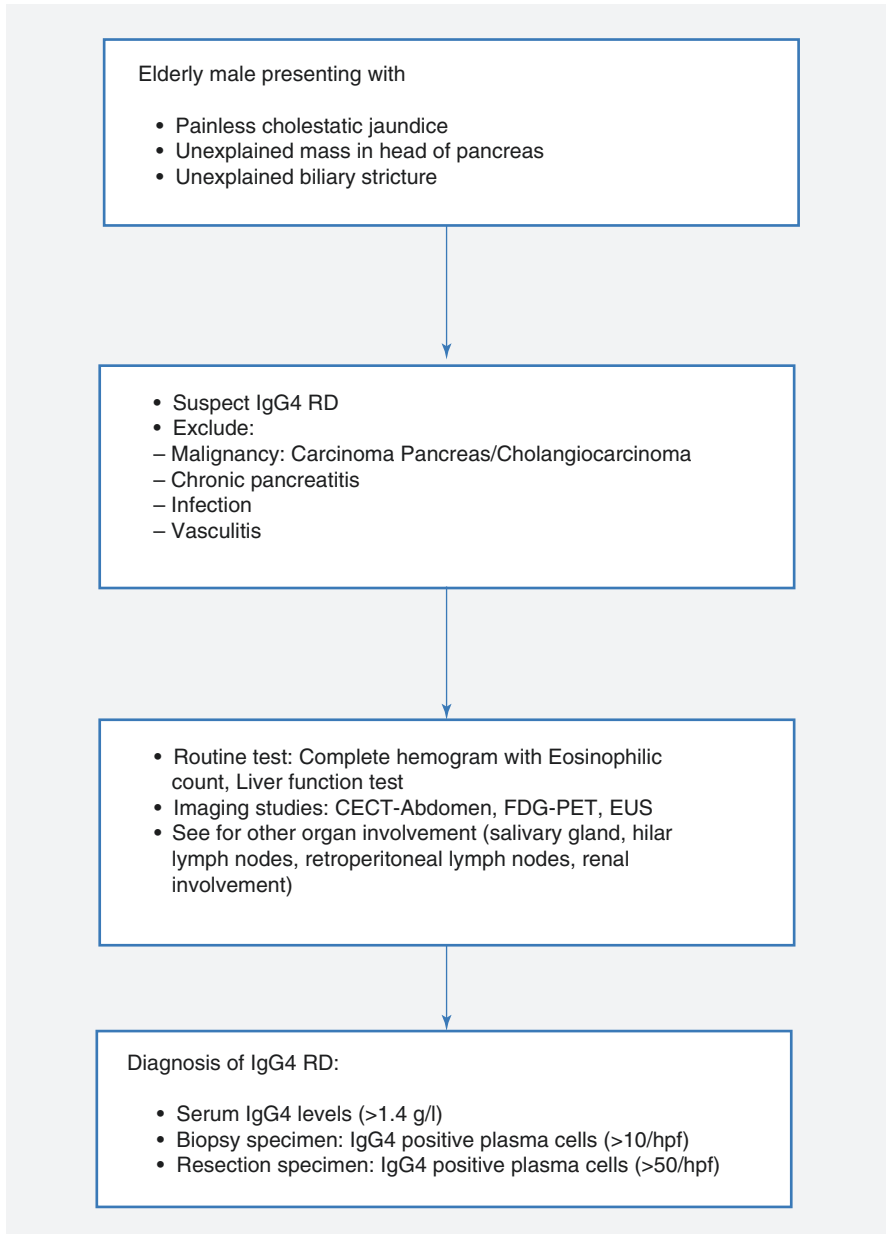 Elderly male presenting with
• Painless cholestatic jaundice
• Unexplained mass in head of pancreas
• Unexplained biliary stricture
• Suspect IgG4 RD
• Exclude:
– Malignancy: Carcinoma Pancreas/Cholangiocarcinoma
– Chronic pancreatitis
– Infection
– Vasculitis
• Routine test: Complete hemogram with Eosinophilic
count, Liver function test
• Imaging studies: CECT-Abdomen, FDG-PET, EUS
• See for other organ involvement (salivary gland, hilar
lymph nodes, retroperitoneal lymph nodes, renal
involvement)
Diagnosis of IgG4 RD:
• Serum IgG4 levels (>1.4 g/l)
• Biopsy specimen: IgG4 positive plasma cells (>10/hpf)
• Resection specimen: IgG4 positive plasma cells (>50/hpf)